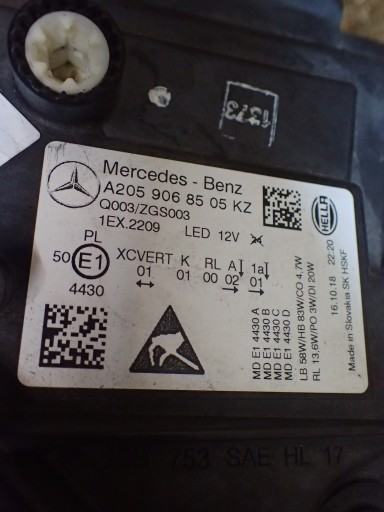 1373
Mercedes - Benz
A205 906 85 05 KZ
Q003/ZGS003
1EX.2209 LED 12V
HELLA
PL
50 E1
4430
XCVERT K RL A 1a
01 01 00 02 01
MD E1 4430 A
MD E1 4430 B
MD E1 4430 C
MD E1 4430 D
LB 58W/HB 83W/CO 4.7W
RL 13.6W/PO 3W/DI 20W
16.10.18 22:20
Made in Slovakia SK HSKF
753 SAE HL 17